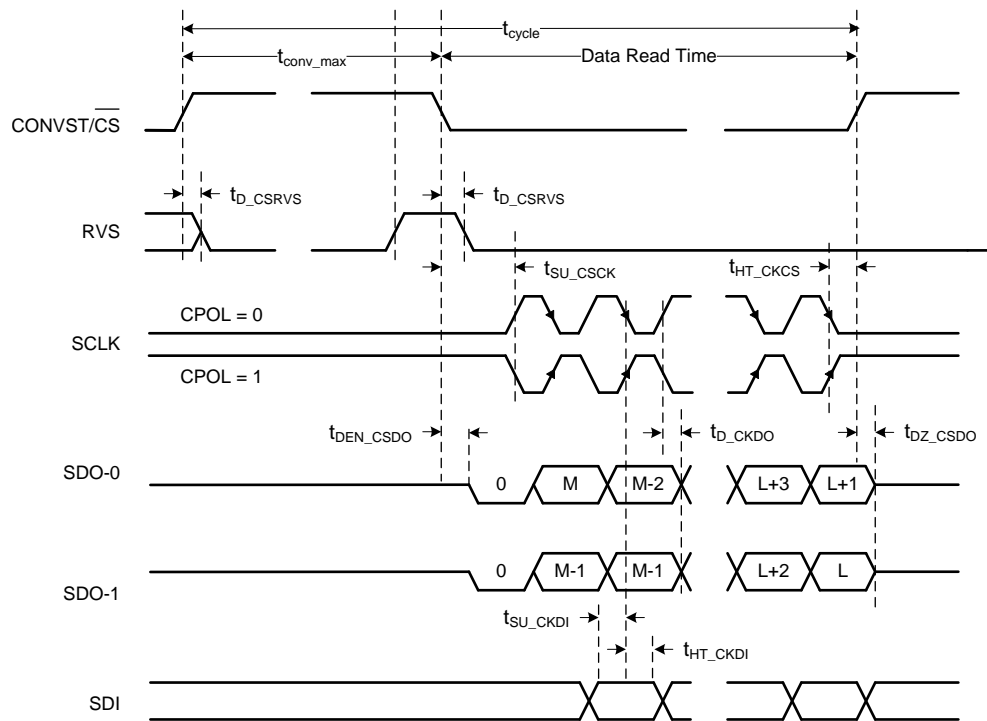 t_cycle
t_conv_max Data Read Time
CONVST/C̅S̅
t_D_CSRVS t_D_CSRVS
RVS
t_SU_CSCK t_HT_CKCS
CPOL = 0
SCLK
CPOL = 1
t_DEN_CSDO t_D_CKDO t_DZ_CSDO
SDO-0 0 M M-2 L+3 L+1
SDO-1 0 M-1 M-1 L+2 L
t_SU_CKDI
t_HT_CKDI
SDI